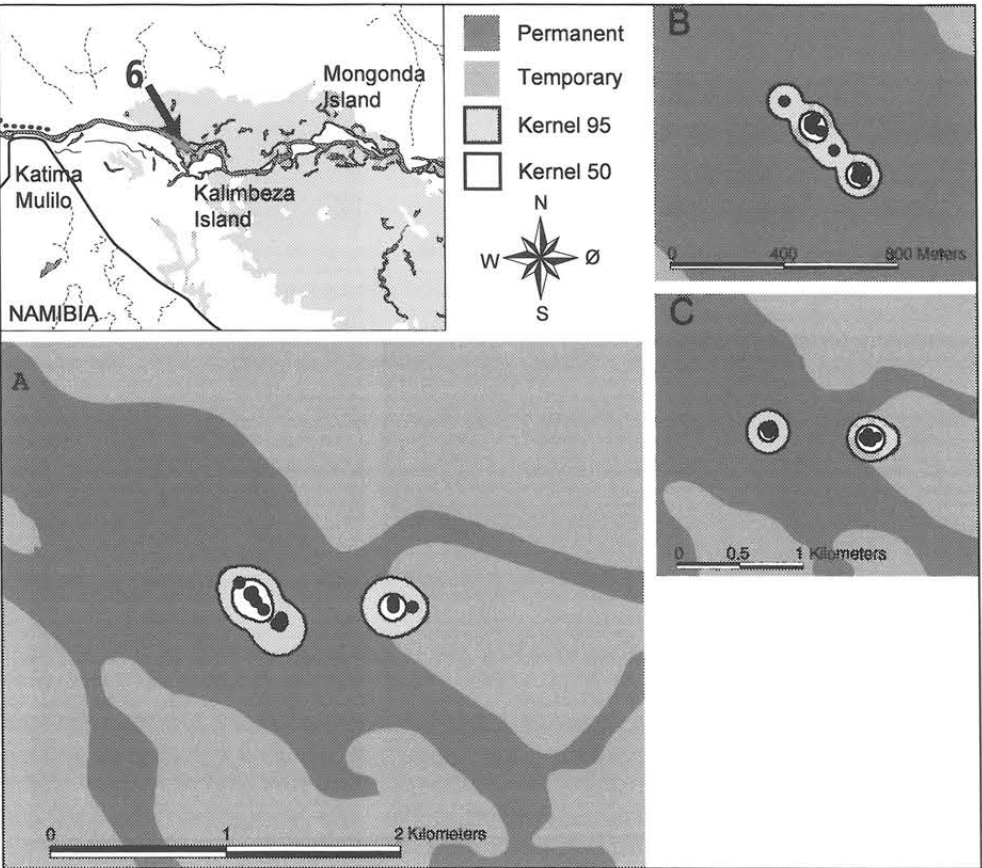 6
Mongonda
Island
Katima
Mulilo
Kalimbeza
Island
NAMIBIA
Permanent
Temporary
Kernel 95
Kernel 50
N
W Ø
S
B
0 400 800 Meters
C
0 0.5 1 Kilometers
A
0 1 2 Kilometers